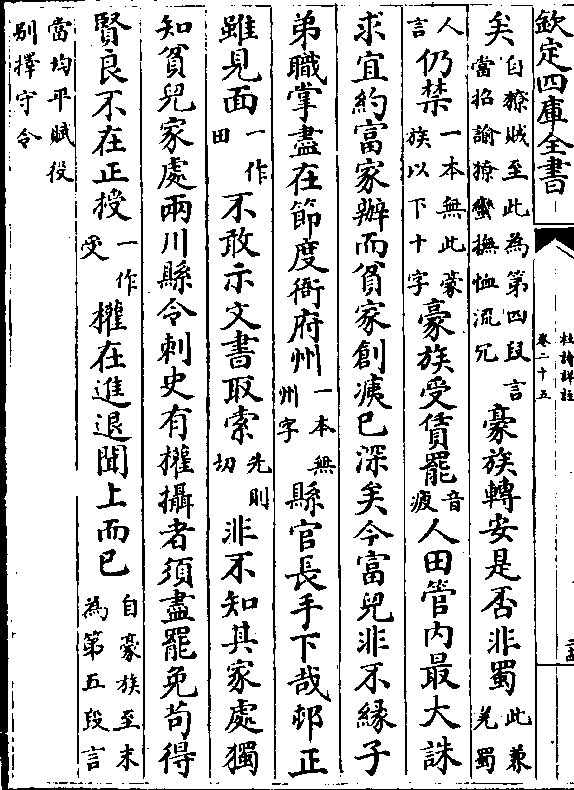 欽定四庫全書
杜詩詳註
卷二十五
矣自獠賊至此為第四段言當招諭獠蠻撫恤流冗豪族轉安是否非蜀此兼羌蜀
人言仍禁一本無此豪族以下十字豪族受賃罷音疲人田管內最大誅
求宜約富家辦而貧家創痍已深矣今富兒非不緣子
弟職掌盡在節度衙府州一本無州字縣官長手下哉邨正
雖見面一作田不敢示文書取索先則切非不知其家處獨
知貧兒家處兩川縣令刺史有權攝者須盡罷免苟得
賢良不在正授一作受權在進退聞上而已自豪族至末為第五段言
當均平賦役别擇守令